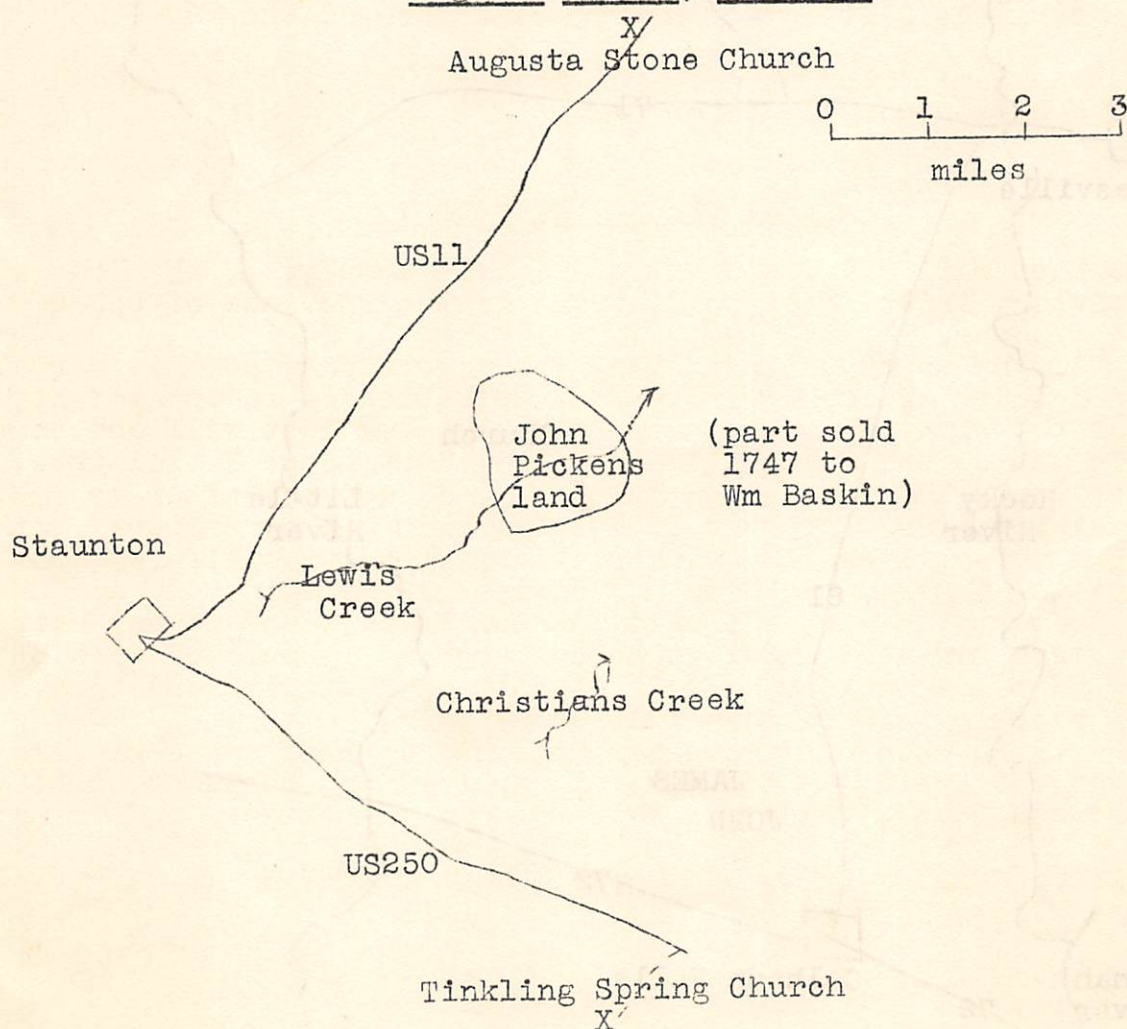 X
Augusta Stone Church
0 1 2 3
miles
US11
John
Pickens
land
(part sold
1747 to
Wm Baskin)
Staunton
Lewis
Creek
Christians Creek
US250
Tinkling Spring Church
X